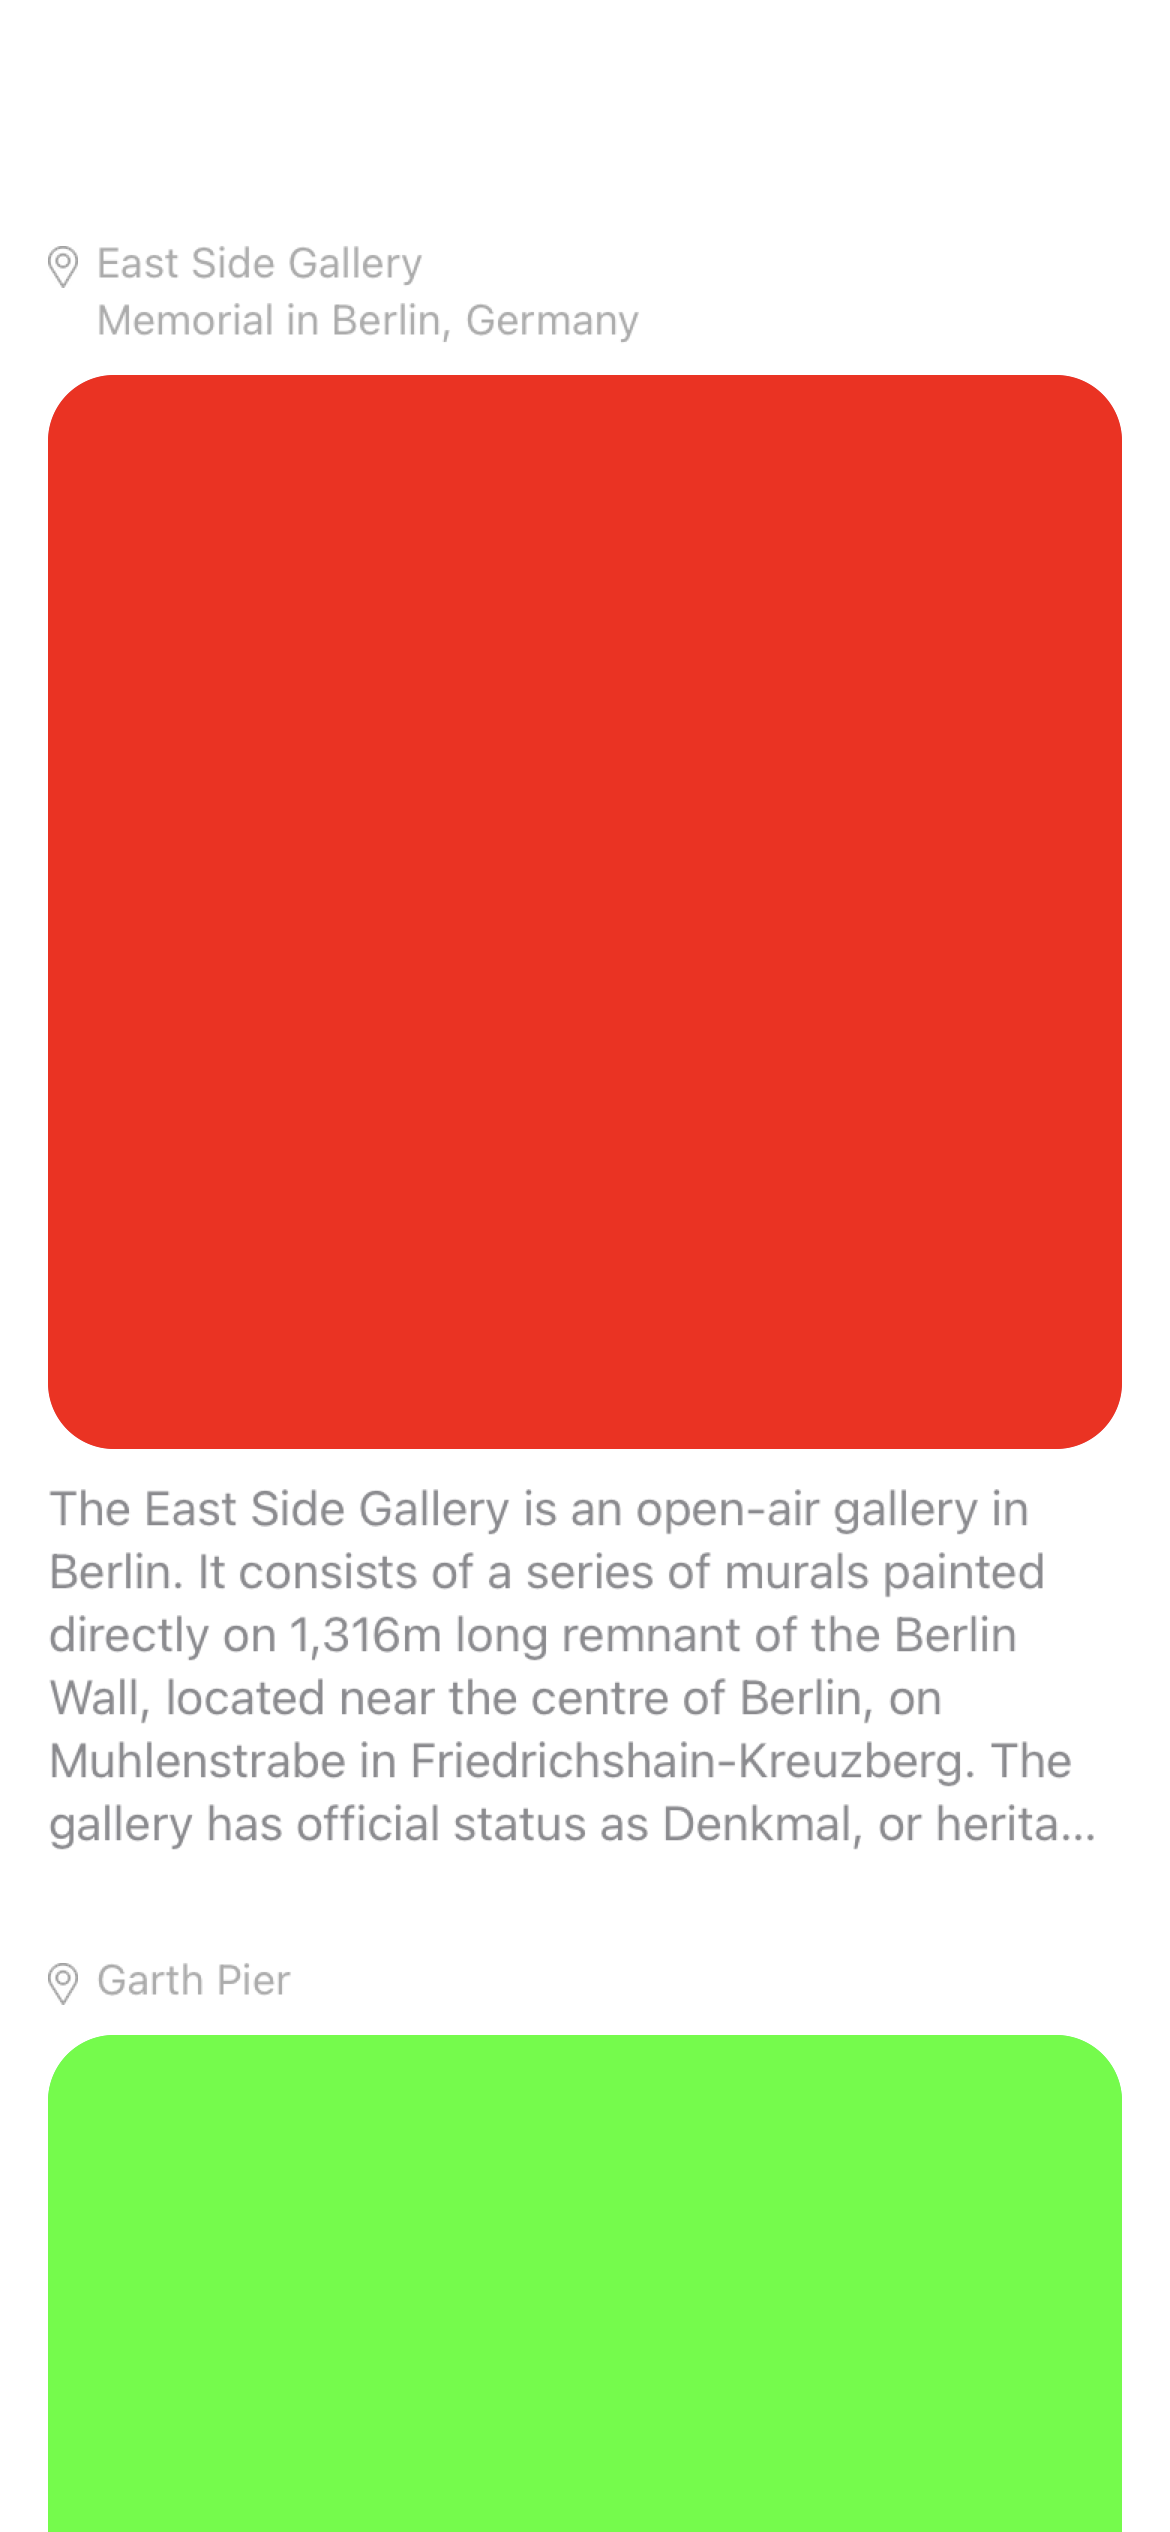 East Side Gallery
Memorial in Berlin, Germany
The East Side Gallery is an open-air gallery in
Berlin. It consists of a series of murals painted
directly on 1,316m long remnant of the Berlin
Wall, located near the centre of Berlin, on
Muhlenstrabe in Friedrichshain-Kreuzberg. The
gallery has official status as Denkmal, or herita...
Garth Pier